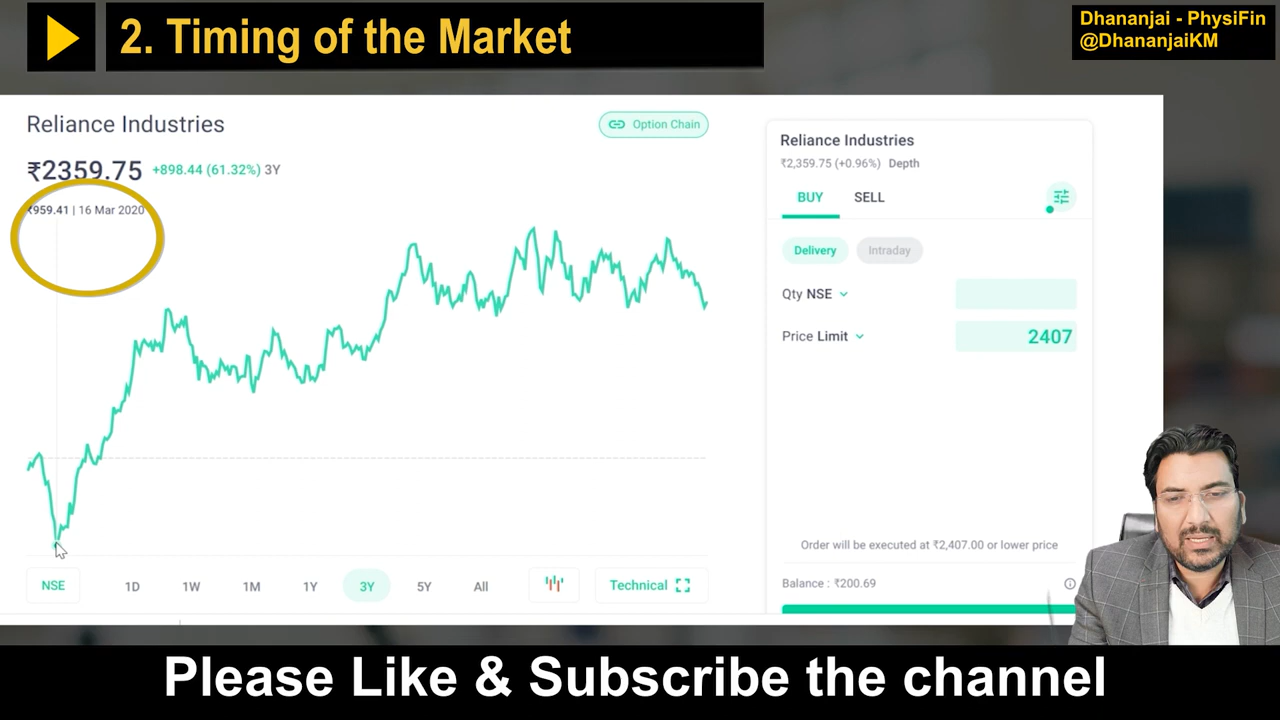 2. Timing of the Market
Dhananjai - PhysiFin
@DhananjaiKM
Reliance Industries
Option Chain
₹2359.75 +898.44 (61.32%) 3Y
₹959.41 | 16 Mar 2020
NSE
1D 1W 1M 1Y 3Y 5Y All
Technical
Reliance Industries
₹2,359.75 (+0.96%) Depth
BUY SELL
Delivery Intraday
Qty NSE
Price Limit 2407
Order will be executed at ₹2,407.00 or lower price
Balance : ₹200.69
Please Like & Subscribe the channel